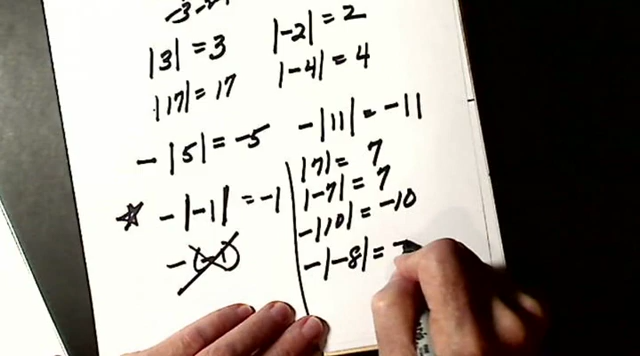 |3| = 3
|-2| = 2
|17| = 17
|-4| = 4
-|5| = -5
-|11| = -11
☆ -|-1| = -1
|7| = 7
|-7| = 7
-|10| = -10
-|-8| = -